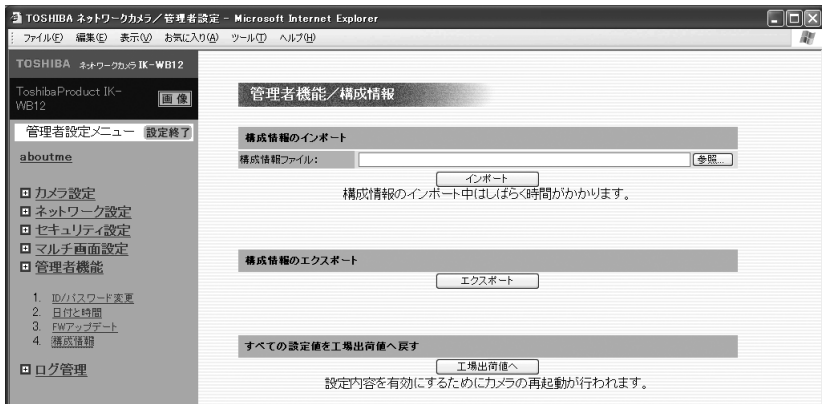 TOSHIBA ネットワークカメラ／管理者設定 - Microsoft Internet Explorer
ファイル(F) 編集(E) 表示(V) お気に入り(A) ツール(T) ヘルプ(H)
TOSHIBA ネットワークカメラ IK-WB12
ToshibaProduct IK-
WB12
画像
管理者設定メニュー 設定終了
aboutme
カメラ設定
ネットワーク設定
セキュリティ設定
マルチ画面設定
管理者機能
1. ID/パスワード変更
2. 日付と時間
3. FWアップデート
4. 構成情報
ログ管理
管理者機能／構成情報
構成情報のインポート
構成情報ファイル: 参照...
インポート
構成情報のインポート中はしばらく時間がかかります。
構成情報のエクスポート
エクスポート
すべての設定値を工場出荷値へ戻す
工場出荷値へ
設定内容を有効にするためにカメラの再起動が行われます。